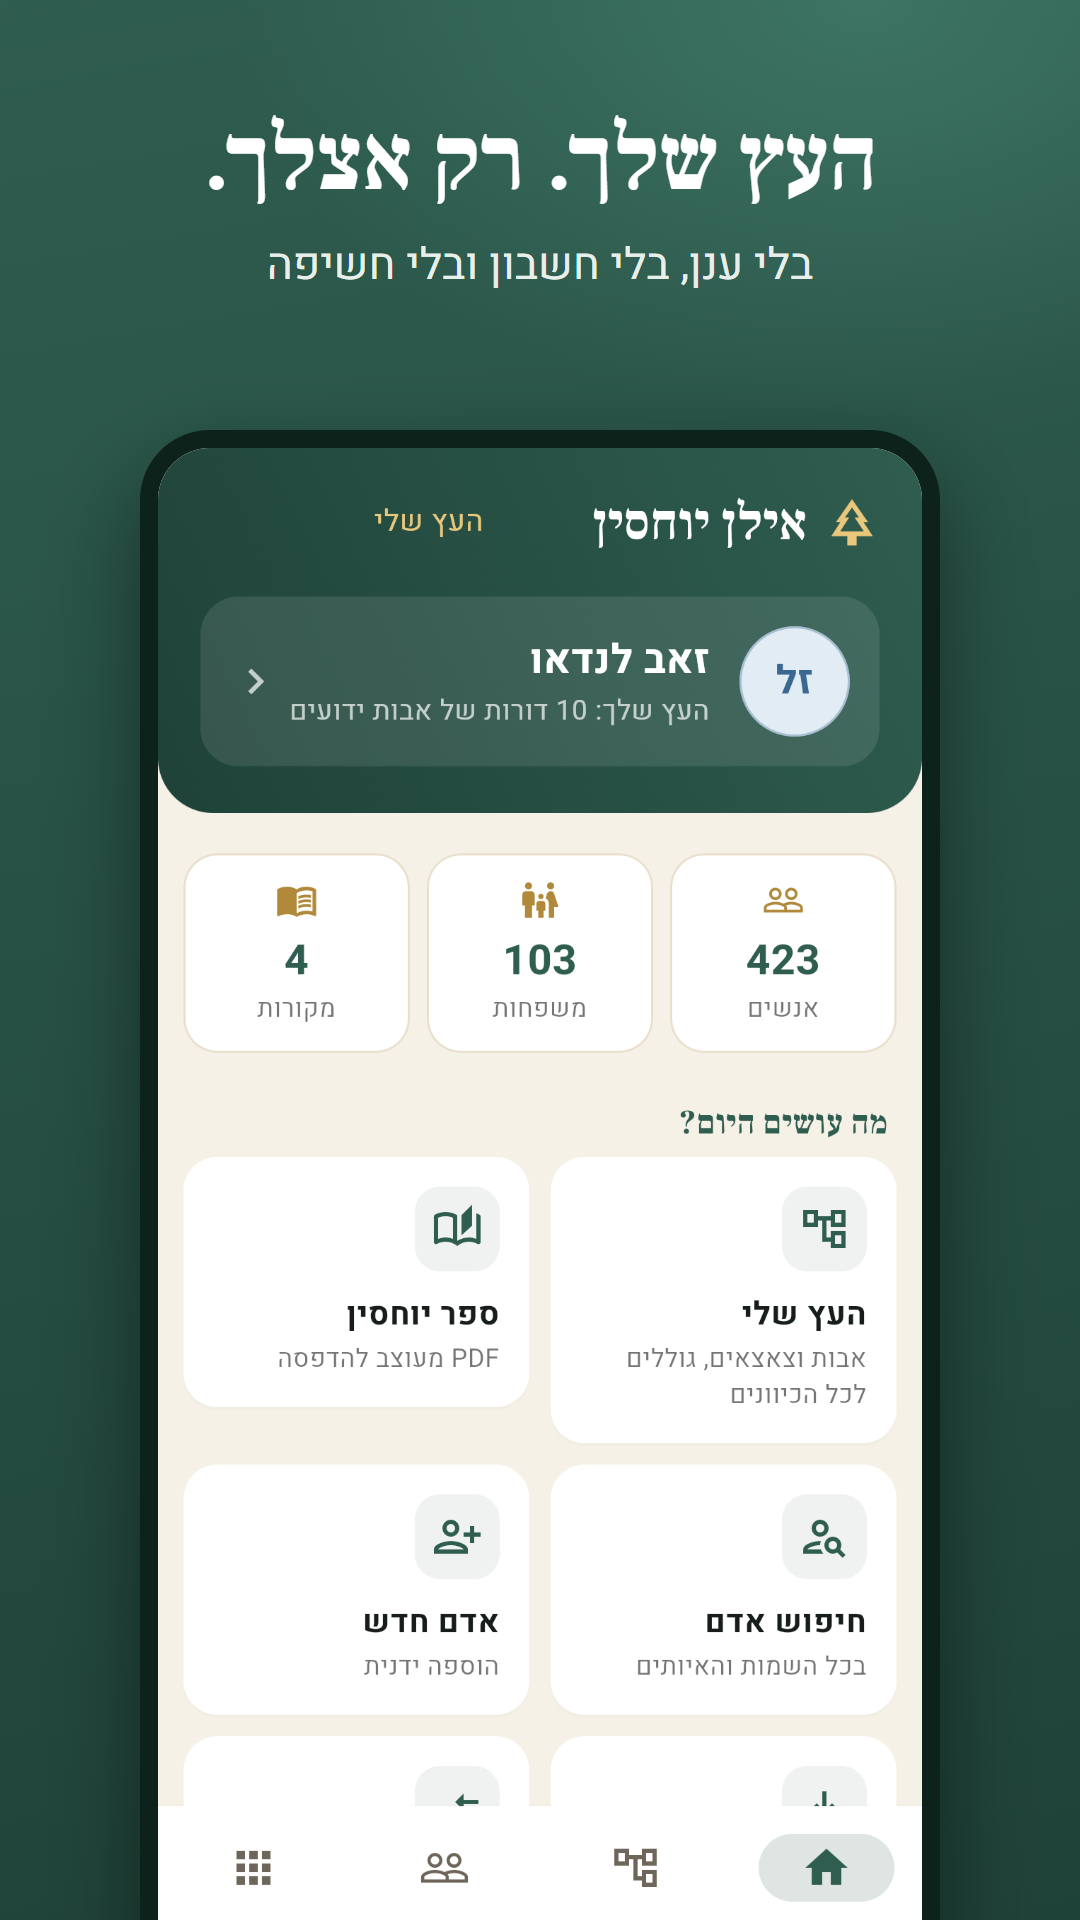 העץ שלך. רק אצלך.
בלי ענן, בלי חשבון ובלי חשיפה
אילן יוחסין
העץ שלי
זל
זאב לנדאו
העץ שלך: 10 דורות של אבות ידועים
423
אנשים
103
משפחות
4
מקורות
מה עושים היום?
העץ שלי
אבות וצאצאים, גוללים
לכל הכיוונים
ספר יוחסין
PDF מעוצב להדפסה
חיפוש אדם
בכל השמות והאיותים
אדם חדש
הוספה ידנית